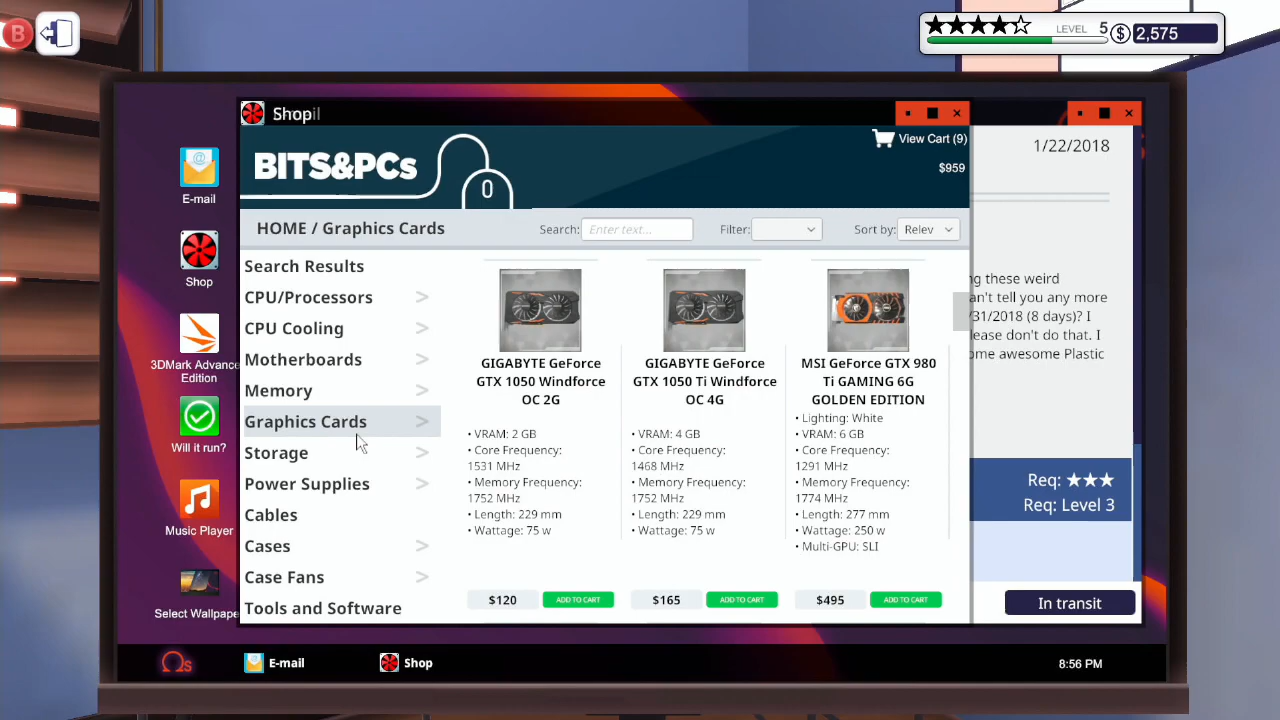 B
LEVEL 5
$ 2,575
Shop
BITS&PCs
View Cart (9)
$959
HOME / Graphics Cards
Search: Enter text...
Filter:
Sort by: Relev
Search Results
CPU/Processors >
CPU Cooling >
Motherboards >
Memory >
Graphics Cards >
Storage >
Power Supplies >
Cables
Cases >
Case Fans >
Tools and Software
GIGABYTE GeForce
GTX 1050 Windforce
OC 2G
• VRAM: 2 GB
• Core Frequency:
1531 MHz
• Memory Frequency:
1752 MHz
• Length: 229 mm
• Wattage: 75 w
$120
ADD TO CART
GIGABYTE GeForce
GTX 1050 Ti Windforce
OC 4G
• VRAM: 4 GB
• Core Frequency:
1468 MHz
• Memory Frequency:
1752 MHz
• Length: 229 mm
• Wattage: 75 w
$165
ADD TO CART
MSI GeForce GTX 980
Ti GAMING 6G
GOLDEN EDITION
• Lighting: White
• VRAM: 6 GB
• Core Frequency:
1291 MHz
• Memory Frequency:
1774 MHz
• Length: 277 mm
• Wattage: 250 w
• Multi-GPU: SLI
$495
ADD TO CART
1/22/2018
these weird
tell you any more
(8 days)? I
please don't do that. I
awesome Plastic
Req: ★★★
Req: Level 3
In transit
E-mail
Shop
3DMark Advance
Edition
Will it run?
Music Player
Select Wallpape
Ωs
E-mail
Shop
8:56 PM